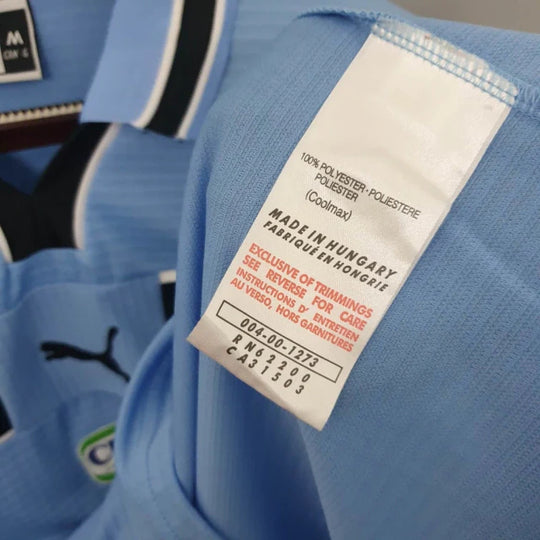 M
100% POLYESTER · POLIESTERE
POLIESTER
(Coolmax)
MADE IN HUNGARY
FABRIQUÉ EN HONGRIE
EXCLUSIVE OF TRIMMINGS
SEE REVERSE FOR CARE
INSTRUCTIONS D' ENTRETIEN
AU VERSO, HORS GARNITURES
004-00-1273
RN62200
CA31503